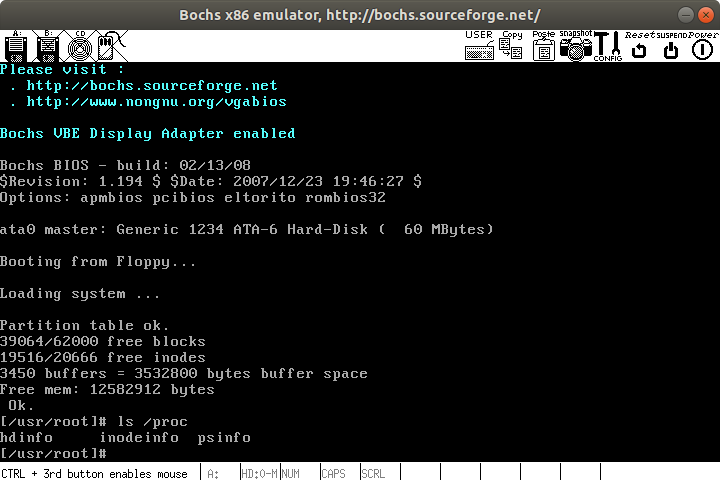 Bochs x86 emulator, http://bochs.sourceforge.net/
A: B: CD USER Copy Paste snapshot CONFIG Reset SUSPEND Power
Please visit :
. http://bochs.sourceforge.net
. http://www.nongnu.org/vgabios
Bochs VBE Display Adapter enabled
Bochs BIOS - build: 02/13/08
$Revision: 1.194 $ $Date: 2007/12/23 19:46:27 $
Options: apmbios pcibios eltorito rombios32
ata0 master: Generic 1234 ATA-6 Hard-Disk (  60 MBytes)
Booting from Floppy...
Loading system ...
Partition table ok.
39064/62000 free blocks
19516/20666 free inodes
3450 buffers = 3532800 bytes buffer space
Free mem: 12582912 bytes
Ok.
[/usr/root]# ls /proc
hdinfo     inodeinfo  psinfo
[/usr/root]#
CTRL + 3rd button enables mouse A: HD:0-M NUM CAPS SCRL